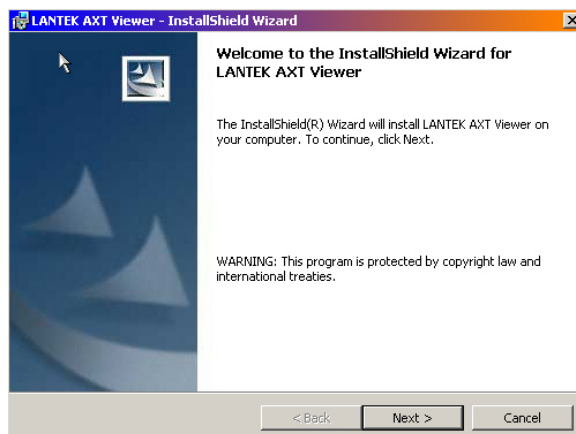 LANTEK AXT Viewer - InstallShield Wizard
Welcome to the InstallShield Wizard for
LANTEK AXT Viewer
The InstallShield(R) Wizard will install LANTEK AXT Viewer on
your computer. To continue, click Next.
WARNING: This program is protected by copyright law and
international treaties.
< Back
Next >
Cancel